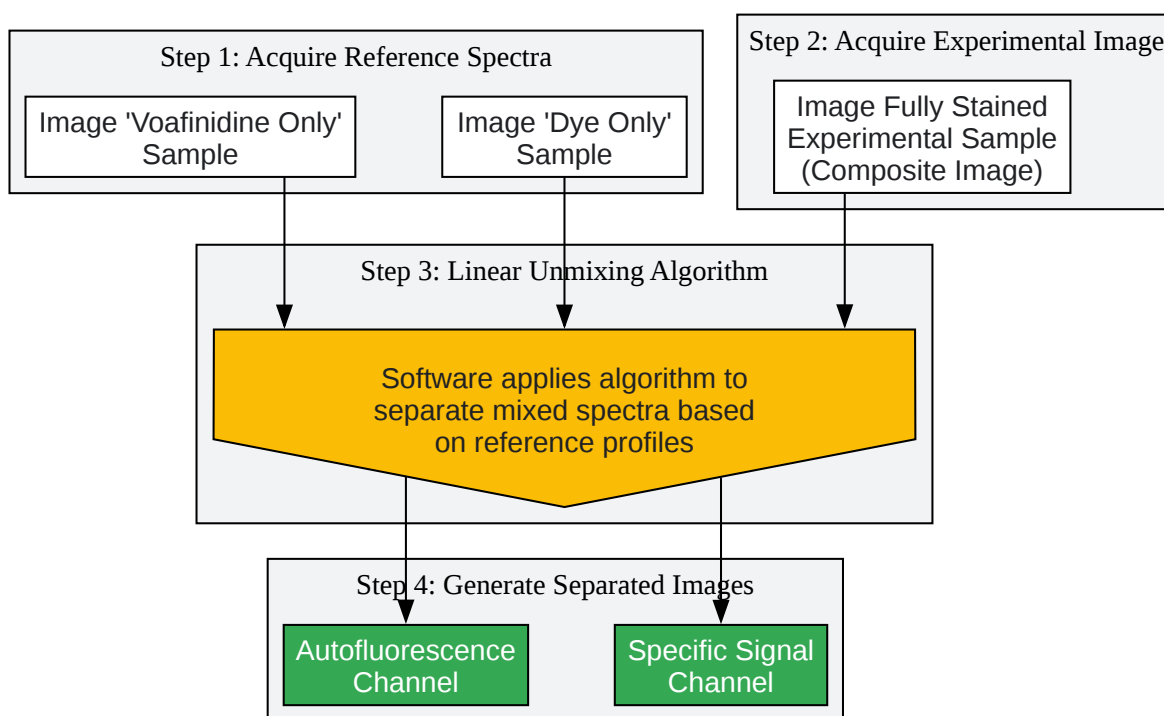 Step 1: Acquire Reference Spectra
Image 'Voafinidine Only'
Sample
Image 'Dye Only'
Sample
Step 2: Acquire Experimental Image
Image Fully Stained
Experimental Sample
(Composite Image)
Step 3: Linear Unmixing Algorithm
Software applies algorithm to
separate mixed spectra based
on reference profiles
Step 4: Generate Separated Images
Autofluorescence
Channel
Specific Signal
Channel